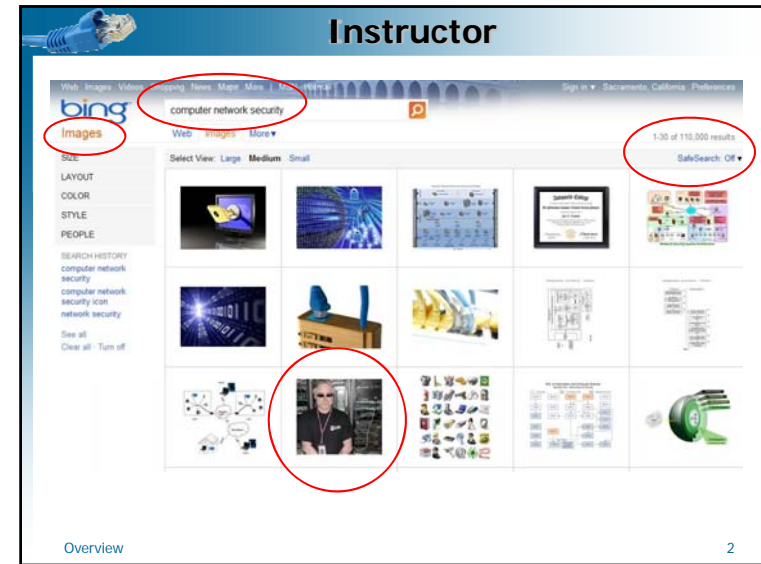 Instructor
Web Images Videos Shopping News Maps More | MSN Hotmail
Sign in ▾ Sacramento, California Preferences
bing
computer network security
Images
Web Images More▾
1-30 of 110,000 results
SIZE
Select View: Large Medium Small
SafeSearch: Off ▾
LAYOUT
COLOR
STYLE
PEOPLE
SEARCH HISTORY
computer network
security
computer network
security icon
network security
See all
Clear all · Turn off
Overview
2